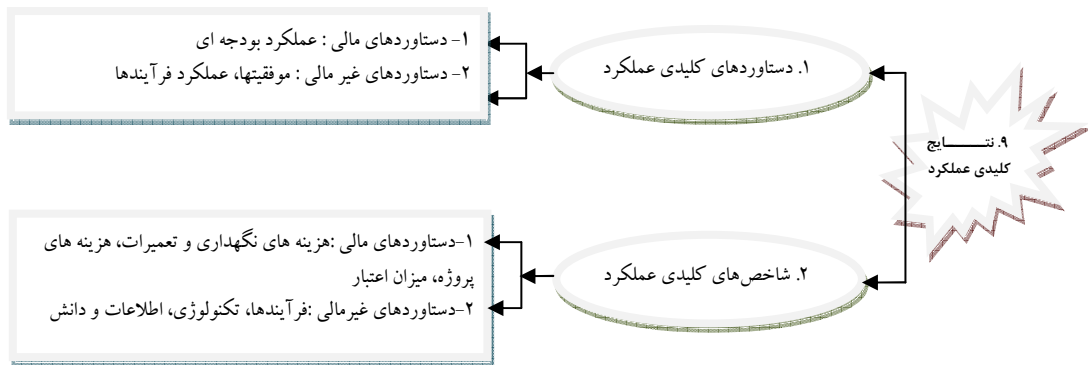 ۹. نتـــــــایج
کلیدی عملکرد
۱. دستاوردهای کلیدی عملکرد
۱- دستاوردهای مالی : عملکرد بودجه ای
۲- دستاوردهای غیر مالی : موفقیتها، عملکرد فرآیندها
۲. شاخص‌های کلیدی عملکرد
۱-دستاوردهای مالی :هزینه های نگهداری و تعمیرات، هزینه های
پروژه، میزان اعتبار
۲-دستاوردهای غیرمالی :فرآیندها، تکنولوژی، اطلاعات و دانش